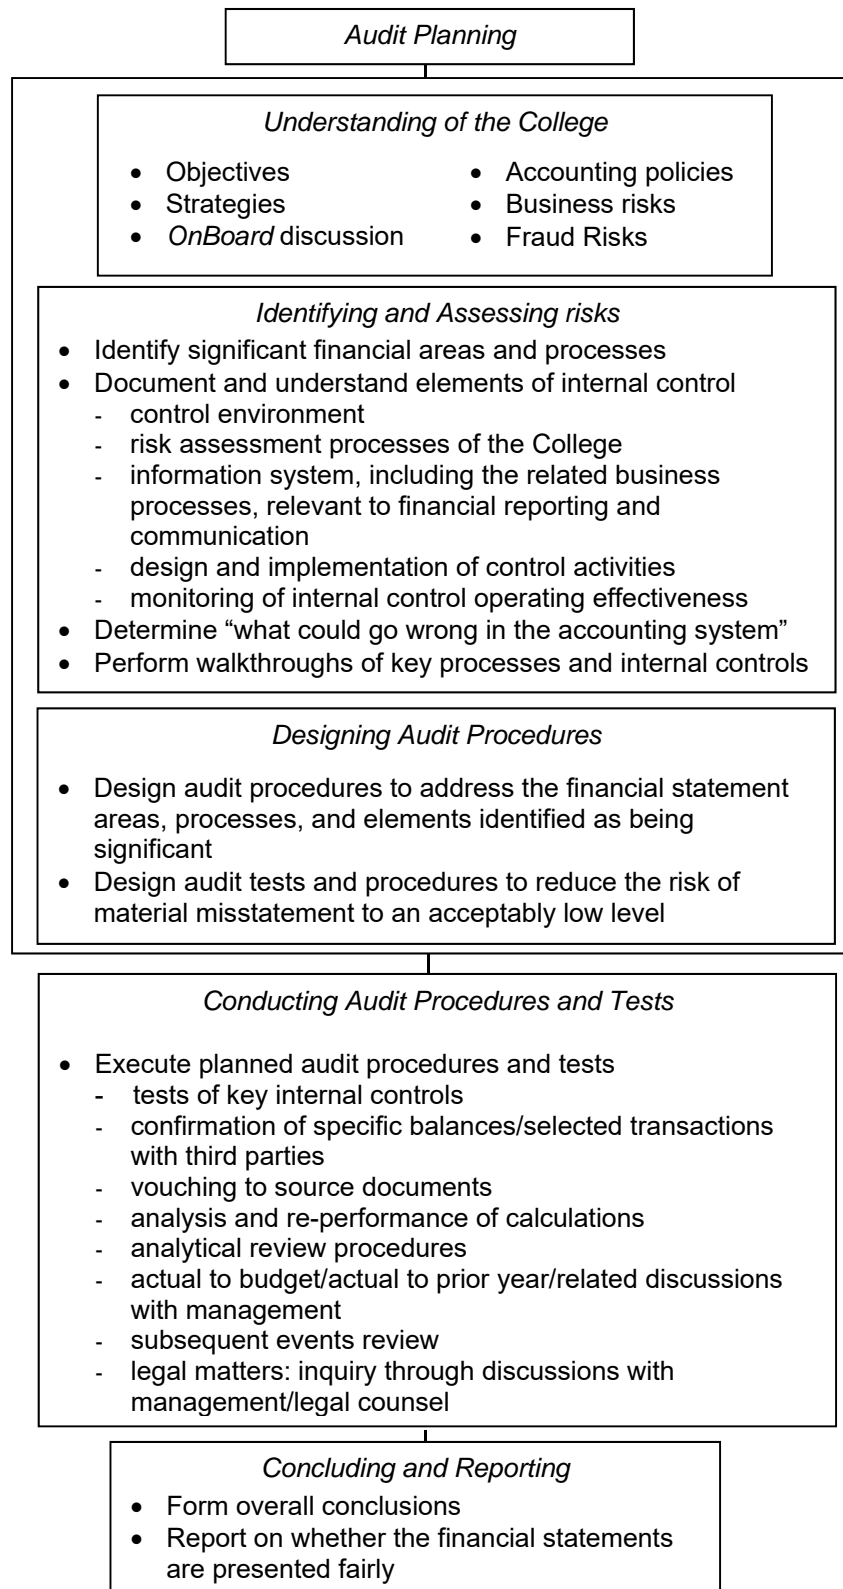 Audit Planning
Understanding of the College
• Objectives
• Strategies
• OnBoard discussion
• Accounting policies
• Business risks
• Fraud Risks
Identifying and Assessing risks
• Identify significant financial areas and processes
• Document and understand elements of internal control
- control environment
- risk assessment processes of the College
- information system, including the related business
processes, relevant to financial reporting and
communication
- design and implementation of control activities
- monitoring of internal control operating effectiveness
• Determine “what could go wrong in the accounting system”
• Perform walkthroughs of key processes and internal controls
Designing Audit Procedures
• Design audit procedures to address the financial statement
areas, processes, and elements identified as being
significant
• Design audit tests and procedures to reduce the risk of
material misstatement to an acceptably low level
Conducting Audit Procedures and Tests
• Execute planned audit procedures and tests
- tests of key internal controls
- confirmation of specific balances/selected transactions
with third parties
- vouching to source documents
- analysis and re-performance of calculations
- analytical review procedures
- actual to budget/actual to prior year/related discussions
with management
- subsequent events review
- legal matters: inquiry through discussions with
management/legal counsel
Concluding and Reporting
• Form overall conclusions
• Report on whether the financial statements
are presented fairly